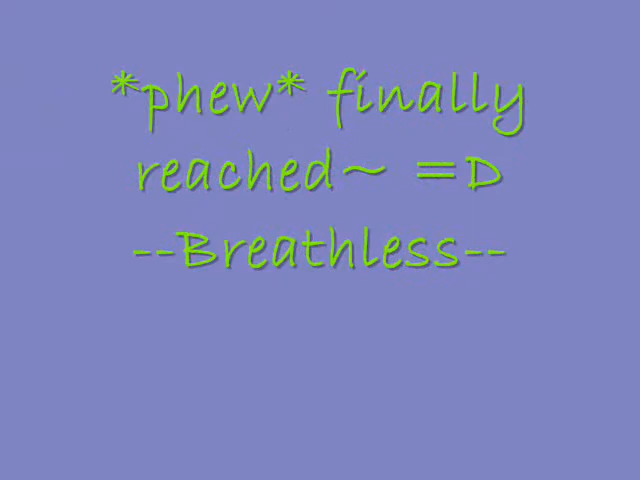 *phew* finally
reached~ =D
--Breathless--